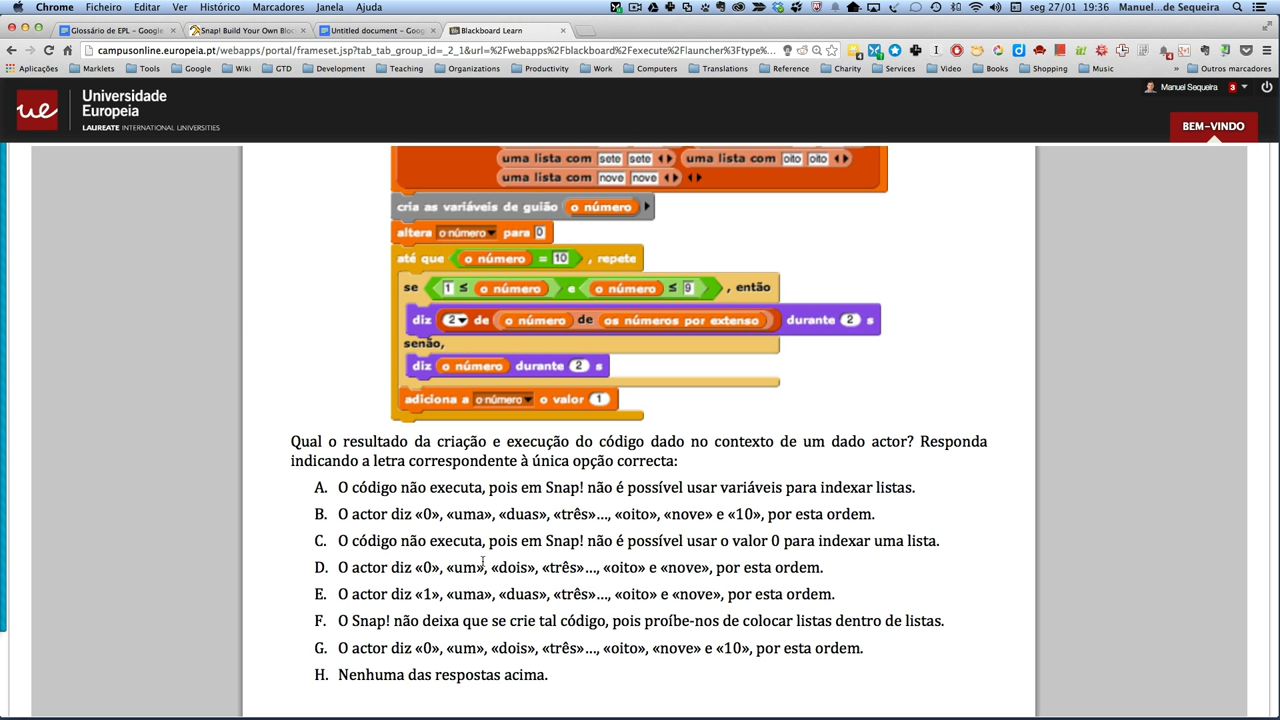 Chrome Ficheiro Editar Ver Histórico Marcadores Janela Ajuda seg 27/01 19:36 Manuel...de Sequeira
Glossário de EPL – Google Snap! Build Your Own Bloc Untitled document – Goog Blackboard Learn
campusonline.europeia.pt/webapps/portal/frameset.jsp?tab_tab_group_id=_2_1&url=%2Fwebapps%2Fblackboard%2Fexecute%2Flauncher%3Ftype%...
Aplicações Marklets Tools Google Wiki GTD Development Teaching Organizations Productivity Work Computers Translations Reference Charity Services Video Books Shopping Music » Outros marcadores
ue Universidade Europeia
LAUREATE INTERNATIONAL UNIVERSITIES
Manuel Sequeira 3
BEM-VINDO
uma lista com sete sete uma lista com oito oito
uma lista com nove nove
cria as variáveis de guião o número
altera o número para 0
até que o número = 10 , repete
se 1 ≤ o número e o número ≤ 9 , então
diz 2 de o número de os números por extenso durante 2 s
senão,
diz o número durante 2 s
adiciona a o número o valor 1
Qual o resultado da criação e execução do código dado no contexto de um dado actor? Responda
indicando a letra correspondente à única opção correcta:
A. O código não executa, pois em Snap! não é possível usar variáveis para indexar listas.
B. O actor diz «0», «uma», «duas», «três»..., «oito», «nove» e «10», por esta ordem.
C. O código não executa, pois em Snap! não é possível usar o valor 0 para indexar uma lista.
D. O actor diz «0», «um», «dois», «três»..., «oito» e «nove», por esta ordem.
E. O actor diz «1», «uma», «duas», «três»..., «oito» e «nove», por esta ordem.
F. O Snap! não deixa que se crie tal código, pois proíbe-nos de colocar listas dentro de listas.
G. O actor diz «0», «um», «dois», «três»..., «oito», «nove» e «10», por esta ordem.
H. Nenhuma das respostas acima.